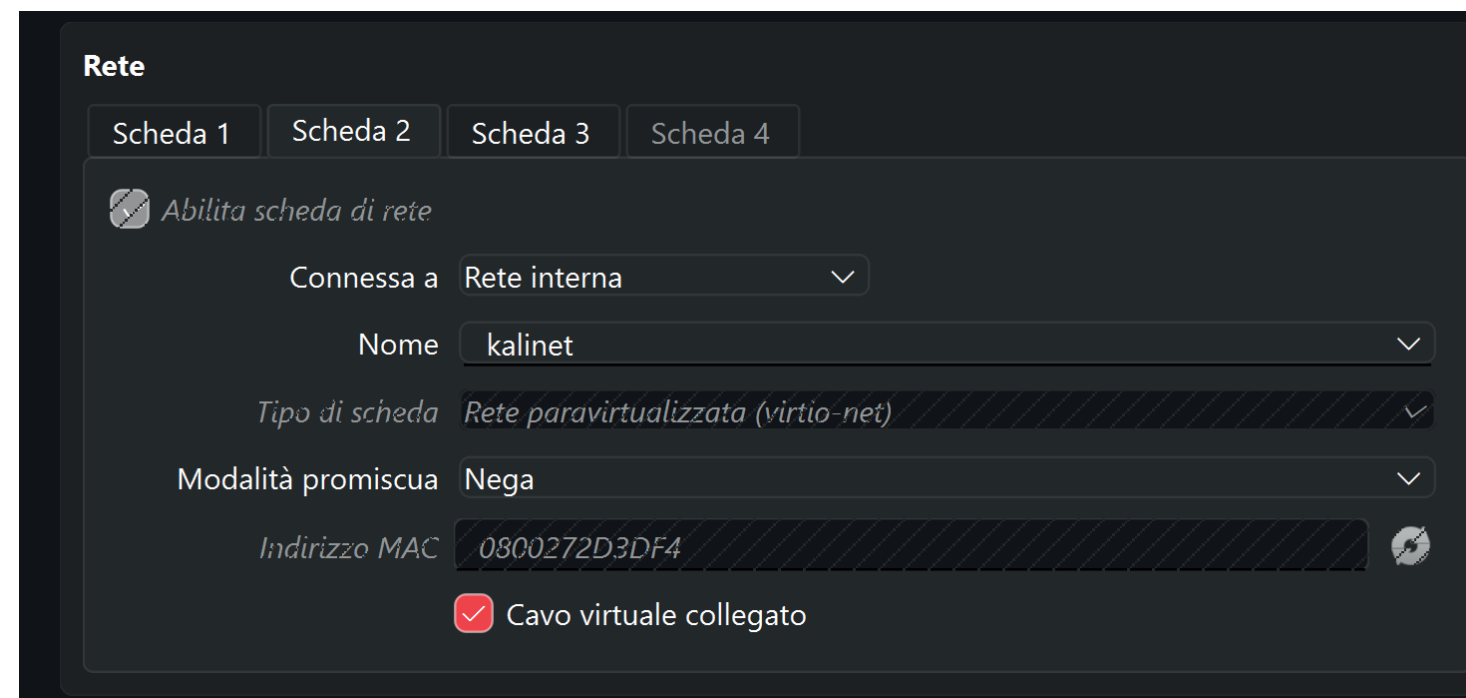 Rete
Scheda 1 Scheda 2 Scheda 3 Scheda 4
Abilita scheda di rete
Connessa a Rete interna
Nome kalinet
Tipo di scheda Rete paravirtualizzata (virtio-net)
Modalità promiscua Nega
Indirizzo MAC 0800272D3DF4
Cavo virtuale collegato